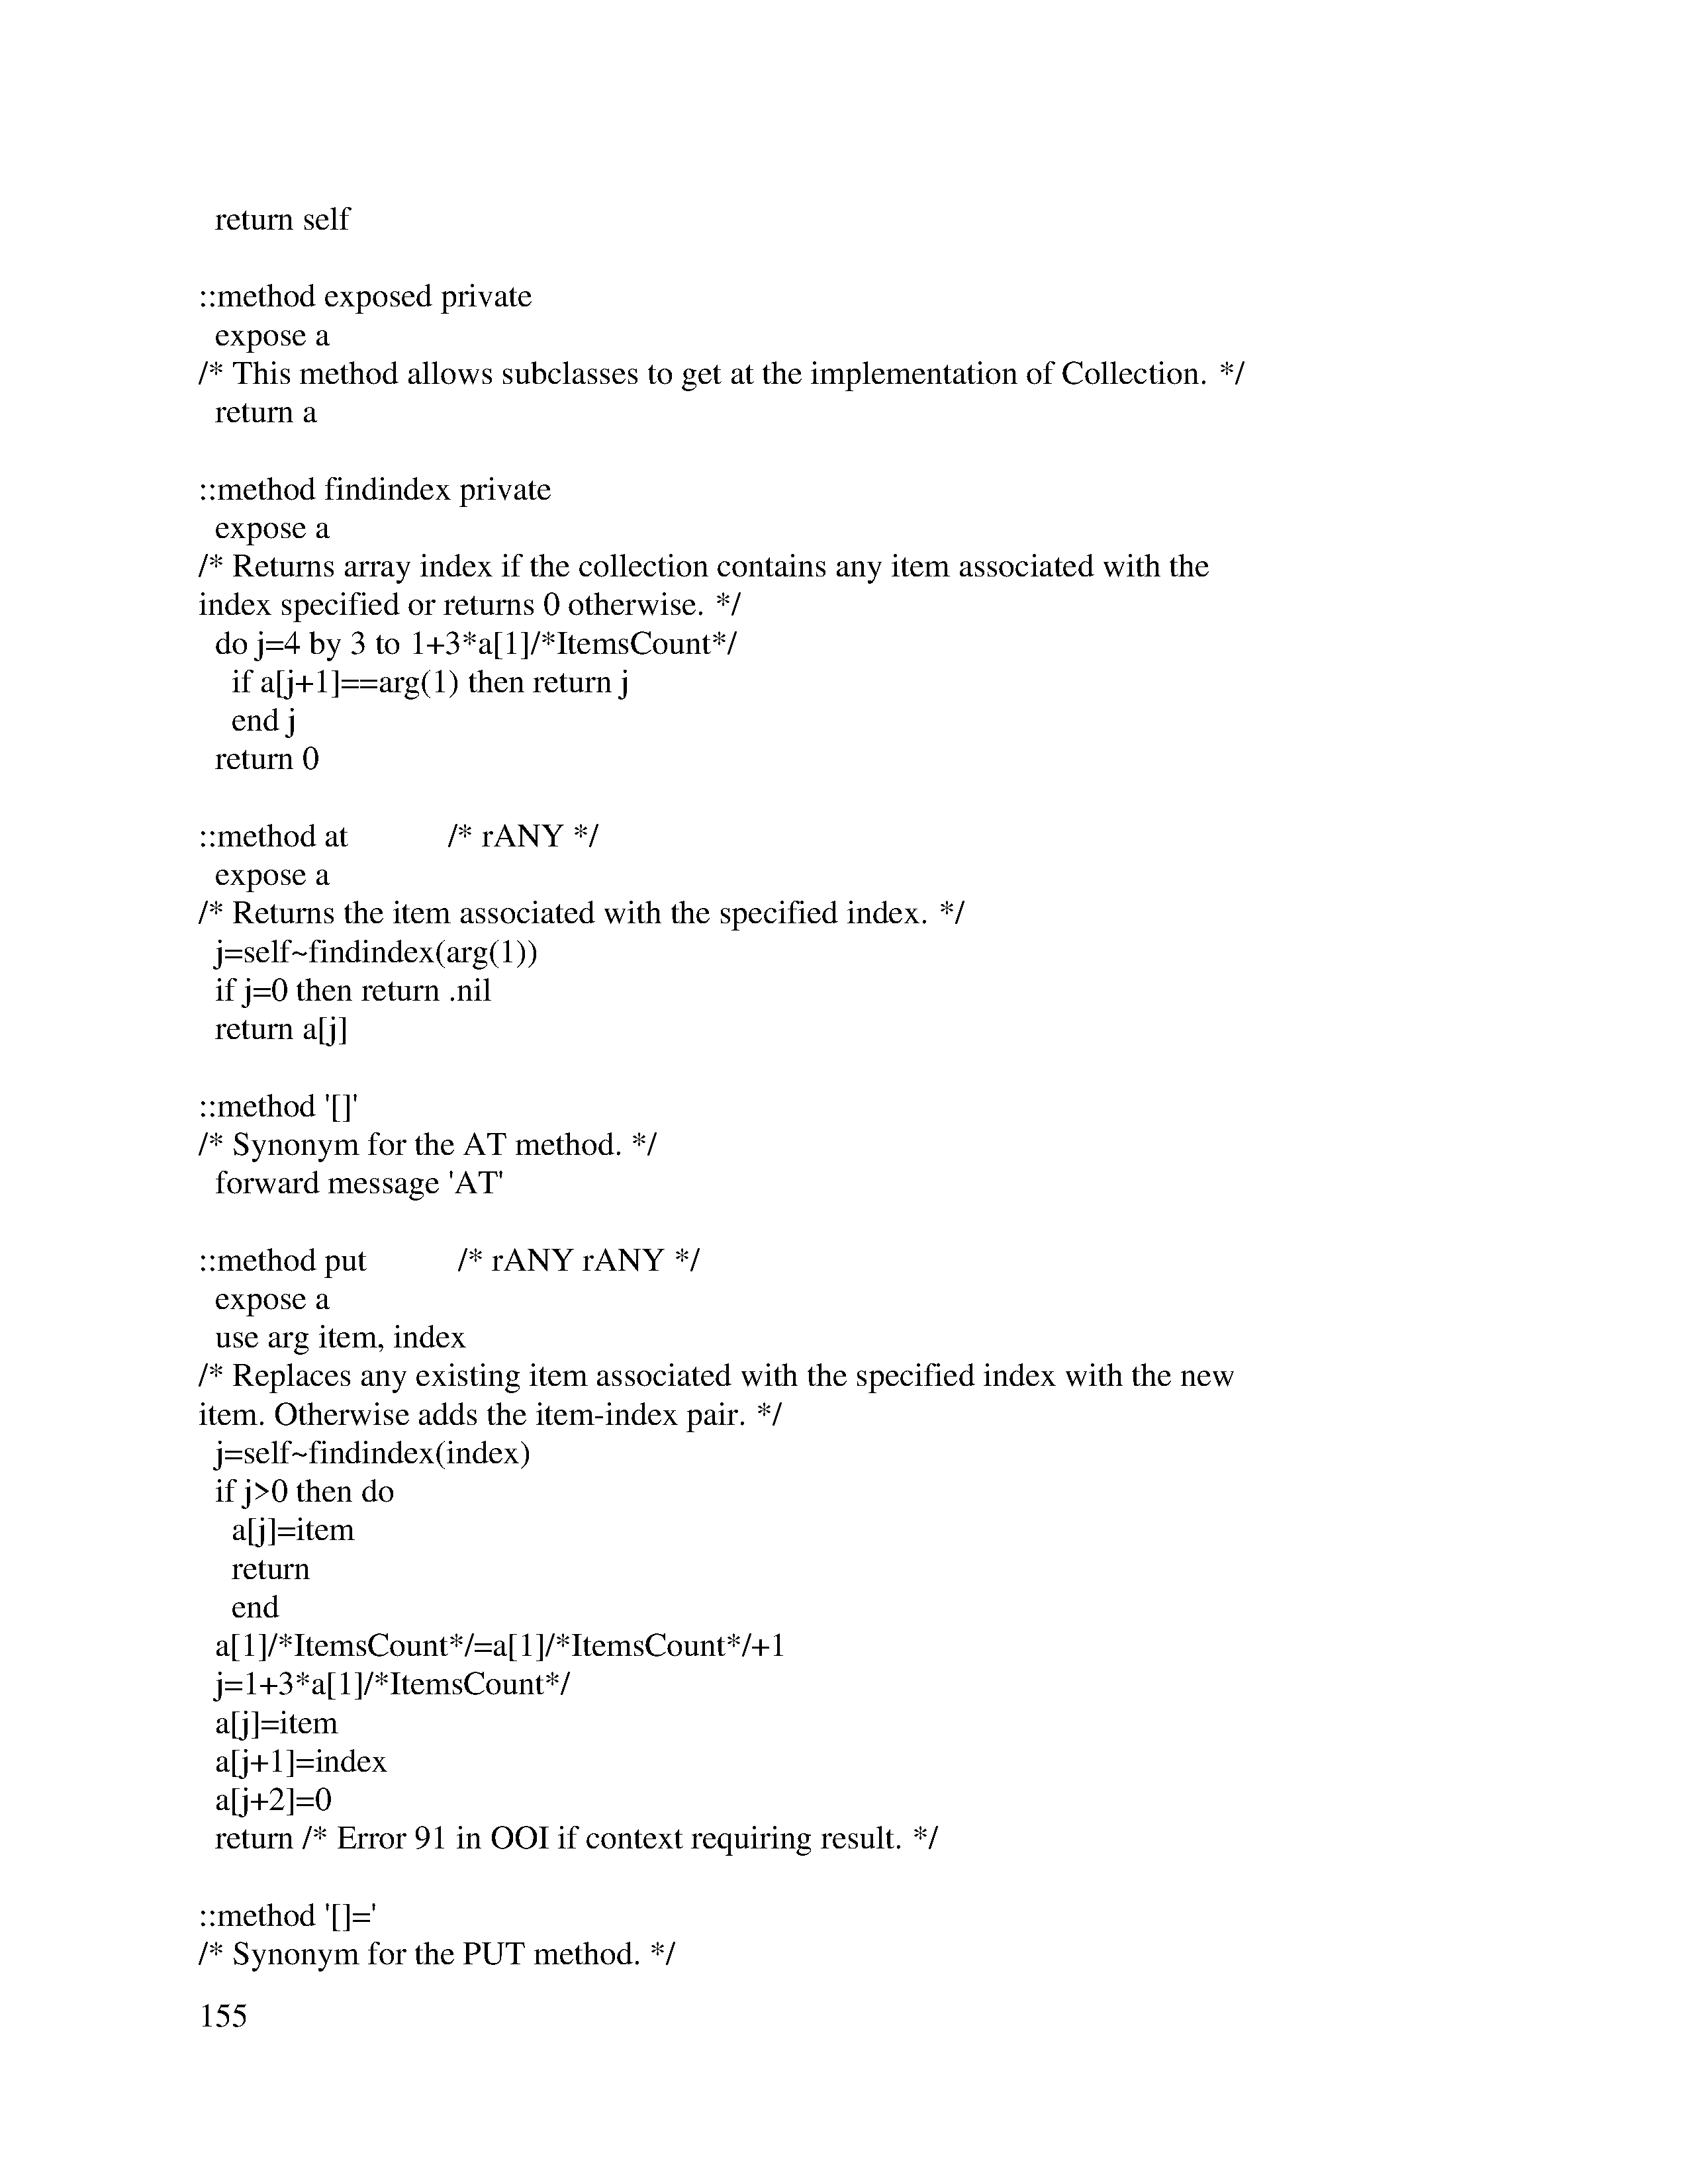 return self
::method exposed private
expose a
/* This method allows subclasses to get at the implementation of Collection. */
return a
::method findindex private
expose a
/* Returns array index if the collection contains any item associated with the
index specified or returns 0 otherwise. */
do j=4 by 3 to 1+3*a[1]/*ItemsCount*/
if a[j+1]==arg(1) then return j
end j
return 0
::method at /* rANY */
expose a
/* Returns the item associated with the specified index. */
j=self~findindex(arg(1))
if j=0 then return .nil
return a[j]
::method '[]'
/* Synonym for the AT method. */
forward message 'AT'
::method put /* rANY rANY */
expose a
use arg item, index
/* Replaces any existing item associated with the specified index with the new
item. Otherwise adds the item-index pair. */
j=self~findindex(index)
if j>0 then do
a[j]=item
return
end
a[1]/*ItemsCount*/=a[1]/*ItemsCount*/+1
j=1+3*a[1]/*ItemsCount*/
a[j]=item
a[j+1]=index
a[j+2]=0
return /* Error 91 in OOI if context requiring result. */
::method '[]='
/* Synonym for the PUT method. */
155